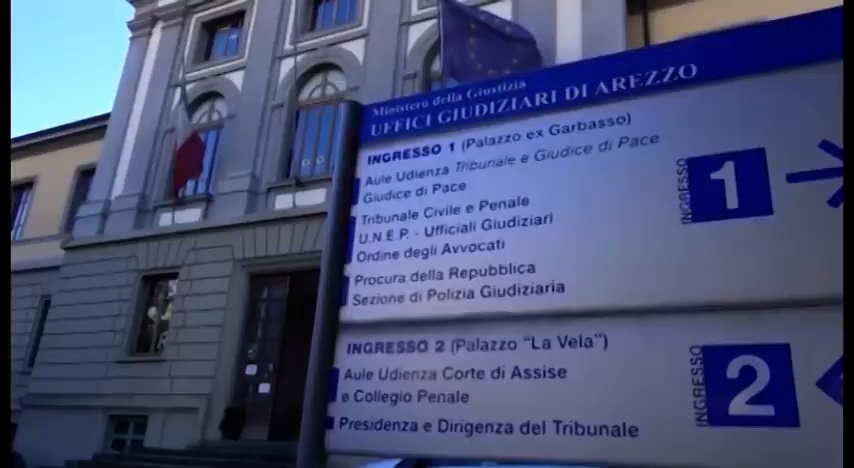 Ministero della Giustizia
UFFICI GIUDIZIARI DI AREZZO
INGRESSO 1 (Palazzo ex Garbasso)
Aule Udienza Tribunale e Giudice di Pace
Giudice di Pace
Tribunale Civile e Penale
U.N.E.P. - Ufficiali Giudiziari
Ordine degli Avvocati
Procura della Repubblica
Sezione di Polizia Giudiziaria
INGRESSO
1
INGRESSO 2 (Palazzo "La Vela")
Aule Udienza Corte di Assise
e Collegio Penale
Presidenza e Dirigenza del Tribunale
INGRESSO
2